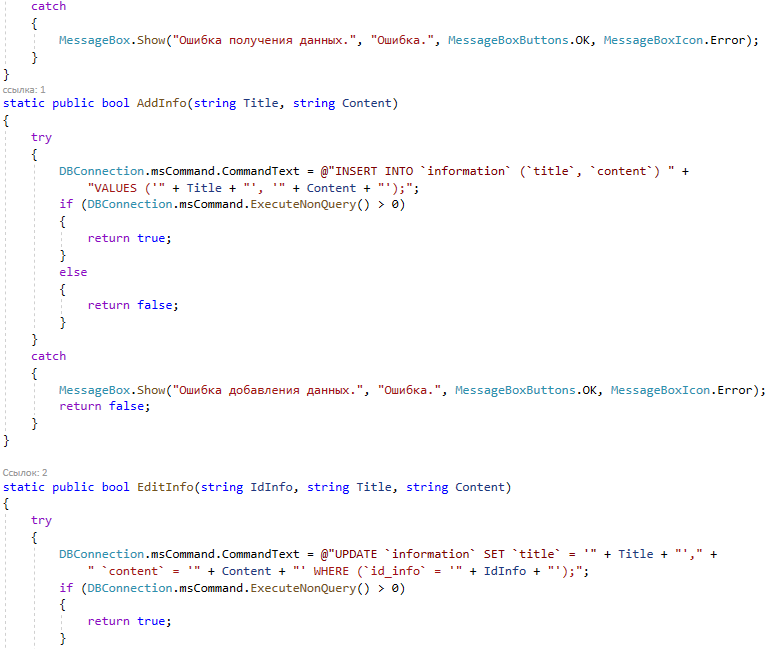 catch
{
MessageBox.Show("Ошибка получения данных.", "Ошибка.", MessageBoxButtons.OK, MessageBoxIcon.Error);
}
}
ссылка: 1
static public bool AddInfo(string Title, string Content)
{
try
{
DBConnection.msCommand.CommandText = @"INSERT INTO `information` (`title`, `content`) " +
"VALUES ('" + Title + "', '" + Content + "');";
if (DBConnection.msCommand.ExecuteNonQuery() > 0)
{
return true;
}
else
{
return false;
}
}
catch
{
MessageBox.Show("Ошибка добавления данных.", "Ошибка.", MessageBoxButtons.OK, MessageBoxIcon.Error);
return false;
}
}
Ссылок: 2
static public bool EditInfo(string IdInfo, string Title, string Content)
{
try
{
DBConnection.msCommand.CommandText = @"UPDATE `information` SET `title` = '" + Title + "'," +
" `content` = '" + Content + "' WHERE (`id_info` = '" + IdInfo + "');";
if (DBConnection.msCommand.ExecuteNonQuery() > 0)
{
return true;
}